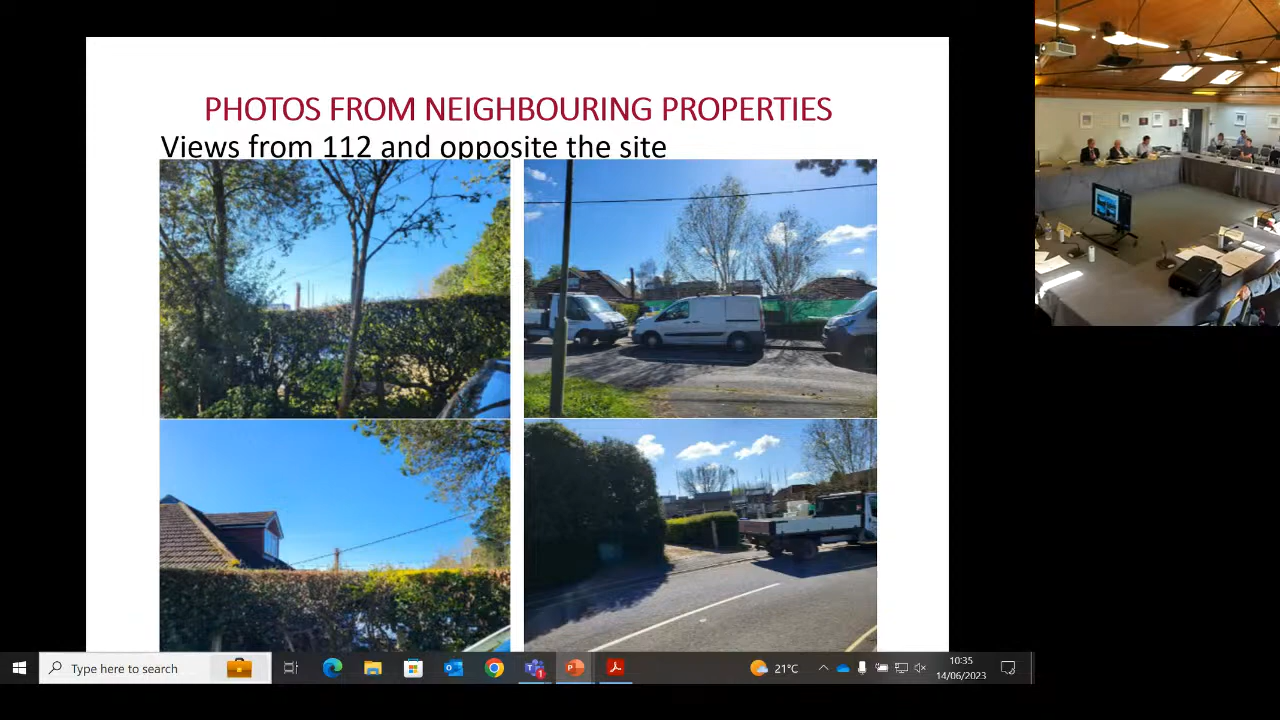 PHOTOS FROM NEIGHBOURING PROPERTIES
Views from 112 and opposite the site
Type here to search
1
21°C
10:35
14/06/2023